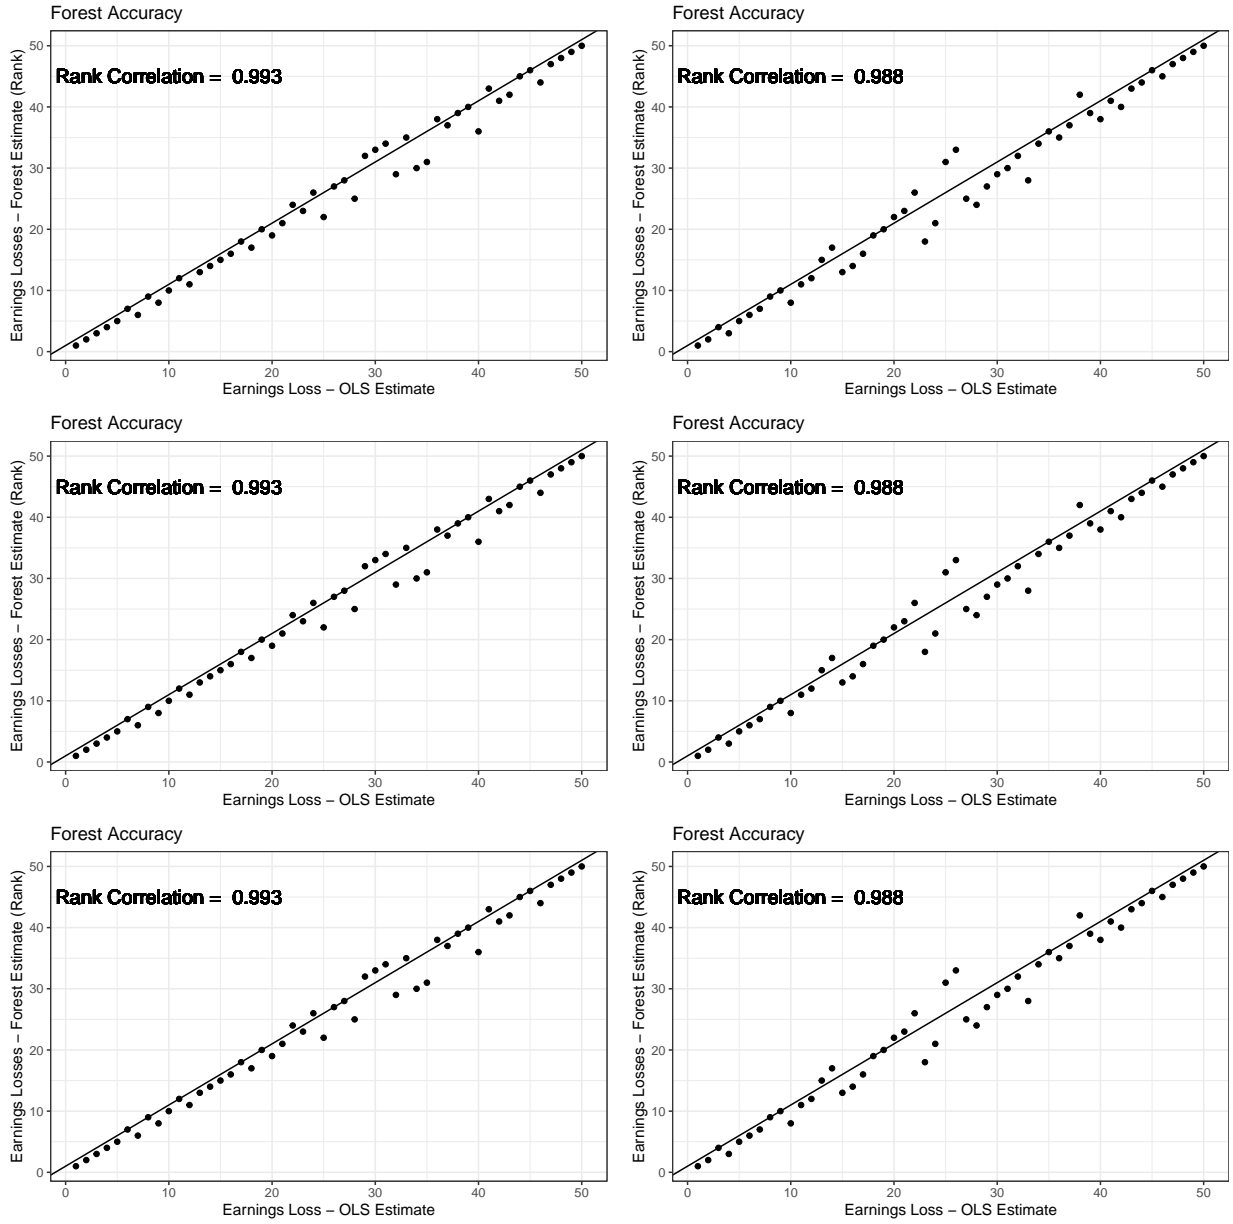 Forest Accuracy
Earnings Losses − Forest Estimate (Rank)
50
40
30
20
10
0
Rank Correlation = 0.993
0 10 20 30 40 50
Earnings Loss − OLS Estimate
Forest Accuracy
Earnings Losses − Forest Estimate (Rank)
50
40
30
20
10
0
Rank Correlation = 0.988
0 10 20 30 40 50
Earnings Loss − OLS Estimate
Forest Accuracy
Earnings Losses − Forest Estimate (Rank)
50
40
30
20
10
0
Rank Correlation = 0.993
0 10 20 30 40 50
Earnings Loss − OLS Estimate
Forest Accuracy
Earnings Losses − Forest Estimate (Rank)
50
40
30
20
10
0
Rank Correlation = 0.988
0 10 20 30 40 50
Earnings Loss − OLS Estimate
Forest Accuracy
Earnings Losses − Forest Estimate (Rank)
50
40
30
20
10
0
Rank Correlation = 0.993
0 10 20 30 40 50
Earnings Loss − OLS Estimate
Forest Accuracy
Earnings Losses − Forest Estimate (Rank)
50
40
30
20
10
0
Rank Correlation = 0.988
0 10 20 30 40 50
Earnings Loss − OLS Estimate